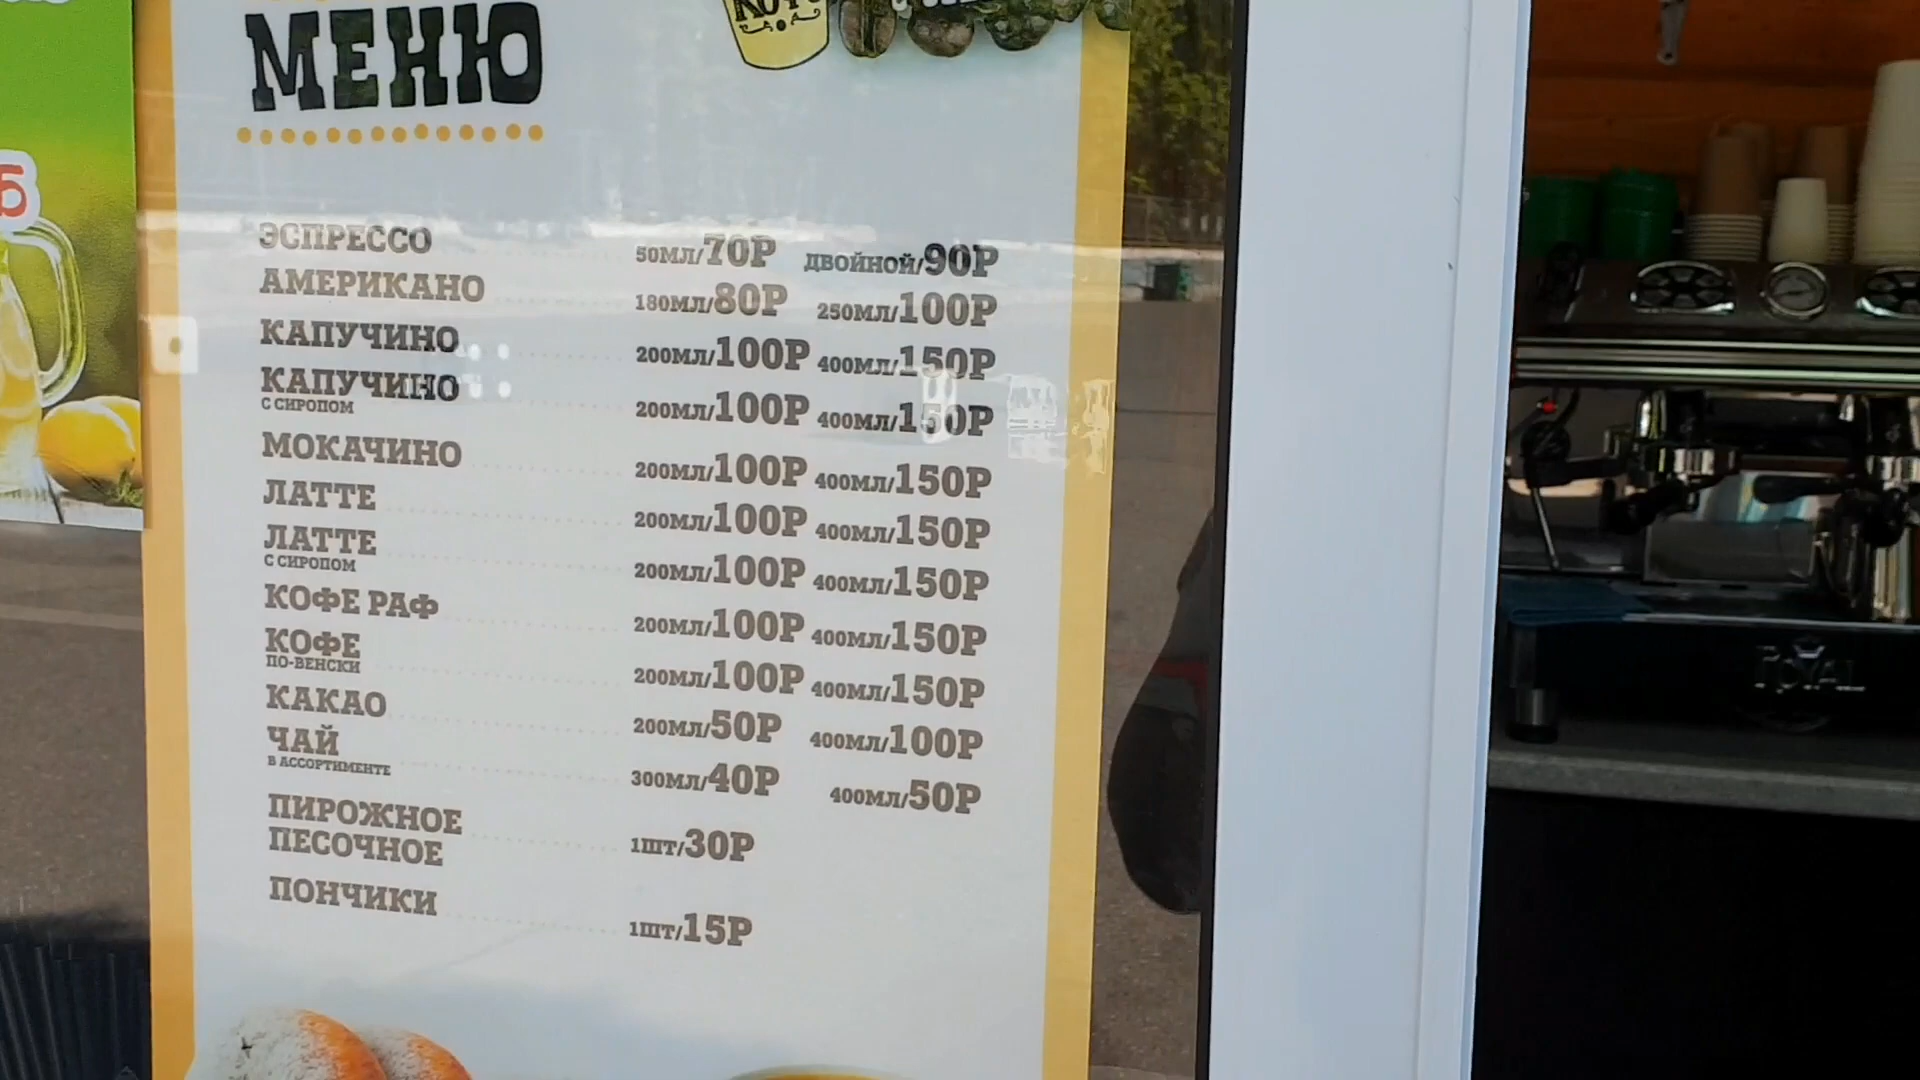 МЕНЮ
Б
ЭСПРЕССО 50МЛ/70Р ДВОЙНОЙ/90Р
АМЕРИКАНО 180МЛ/80Р 250МЛ/100Р
КАПУЧИНО 200МЛ/100Р 400МЛ/150Р
КАПУЧИНО 200МЛ/100Р 400МЛ/150Р
С СИРОПОМ
МОКАЧИНО 200МЛ/100Р 400МЛ/150Р
ЛАТТЕ 200МЛ/100Р 400МЛ/150Р
ЛАТТЕ 200МЛ/100Р 400МЛ/150Р
С СИРОПОМ
КОФЕ РАФ 200МЛ/100Р 400МЛ/150Р
КОФЕ 200МЛ/100Р 400МЛ/150Р
ПО-ВЕНСКИ
КАКАО 200МЛ/50Р 400МЛ/100Р
ЧАЙ 300МЛ/40Р 400МЛ/50Р
В АССОРТИМЕНТЕ
ПИРОЖНОЕ
ПЕСОЧНОЕ 1ШТ/30Р
ПОНЧИКИ 1ШТ/15Р
ROYAL